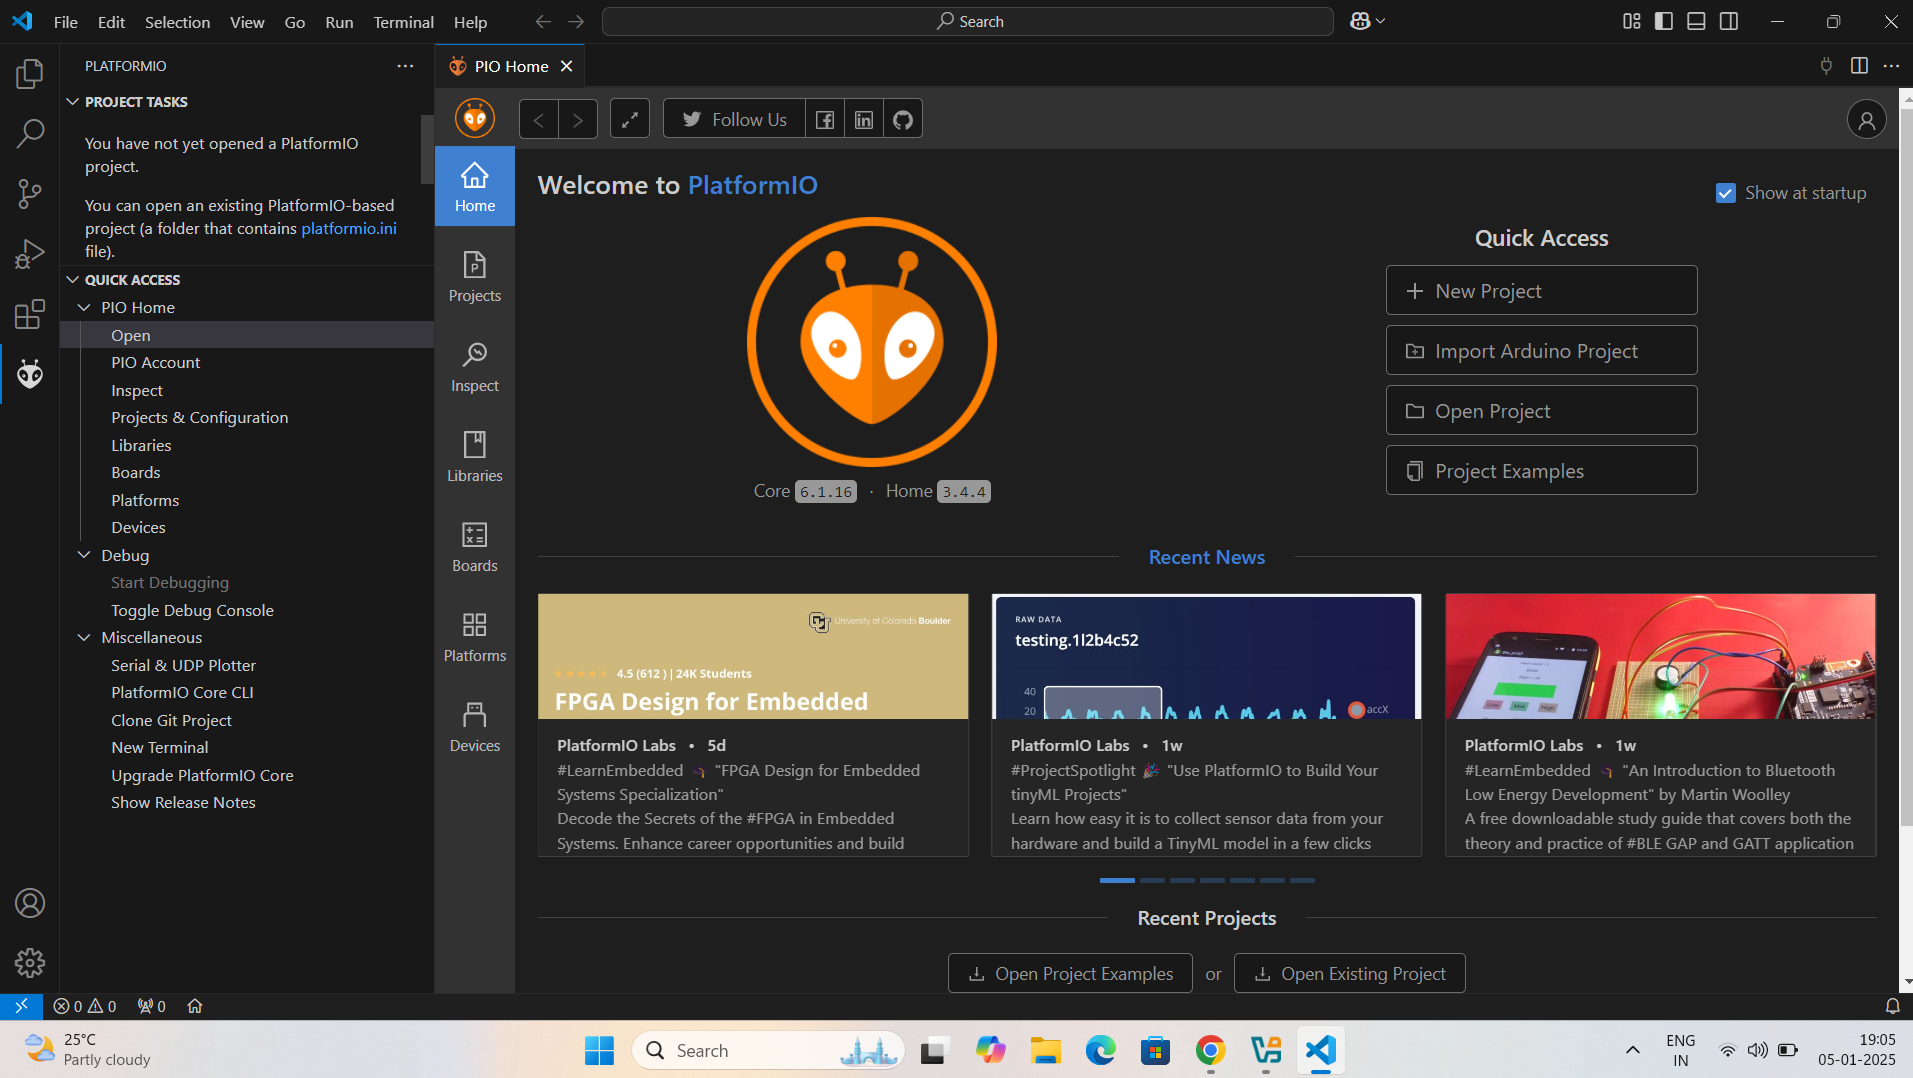 File Edit Selection View Go Run Terminal Help
Search
PLATFORMIO
PIO Home
PROJECT TASKS
You have not yet opened a PlatformIO
project.
You can open an existing PlatformIO-based
project (a folder that contains platformio.ini
file).
QUICK ACCESS
PIO Home
Open
PIO Account
Inspect
Projects & Configuration
Libraries
Boards
Platforms
Devices
Debug
Start Debugging
Toggle Debug Console
Miscellaneous
Serial & UDP Plotter
PlatformIO Core CLI
Clone Git Project
New Terminal
Upgrade PlatformIO Core
Show Release Notes
Follow Us
Home
Projects
Inspect
Libraries
Boards
Platforms
Devices
Welcome to PlatformIO
Show at startup
Core 6.1.16 · Home 3.4.4
Quick Access
New Project
Import Arduino Project
Open Project
Project Examples
Recent News
University of Colorado Boulder
4.5 (612 ) | 24K Students
FPGA Design for Embedded
PlatformIO Labs • 5d
#LearnEmbedded "FPGA Design for Embedded
Systems Specialization"
Decode the Secrets of the #FPGA in Embedded
Systems. Enhance career opportunities and build
RAW DATA
testing.1l2b4c52
40
20
accX
PlatformIO Labs • 1w
#ProjectSpotlight 🎉 "Use PlatformIO to Build Your
tinyML Projects"
Learn how easy it is to collect sensor data from your
hardware and build a TinyML model in a few clicks
Low Mid High
PlatformIO Labs • 1w
#LearnEmbedded "An Introduction to Bluetooth
Low Energy Development" by Martin Woolley
A free downloadable study guide that covers both the
theory and practice of #BLE GAP and GATT application
Recent Projects
Open Project Examples or Open Existing Project
0 0 0
25°C
Partly cloudy
Search
ENG
IN
19:05
05-01-2025